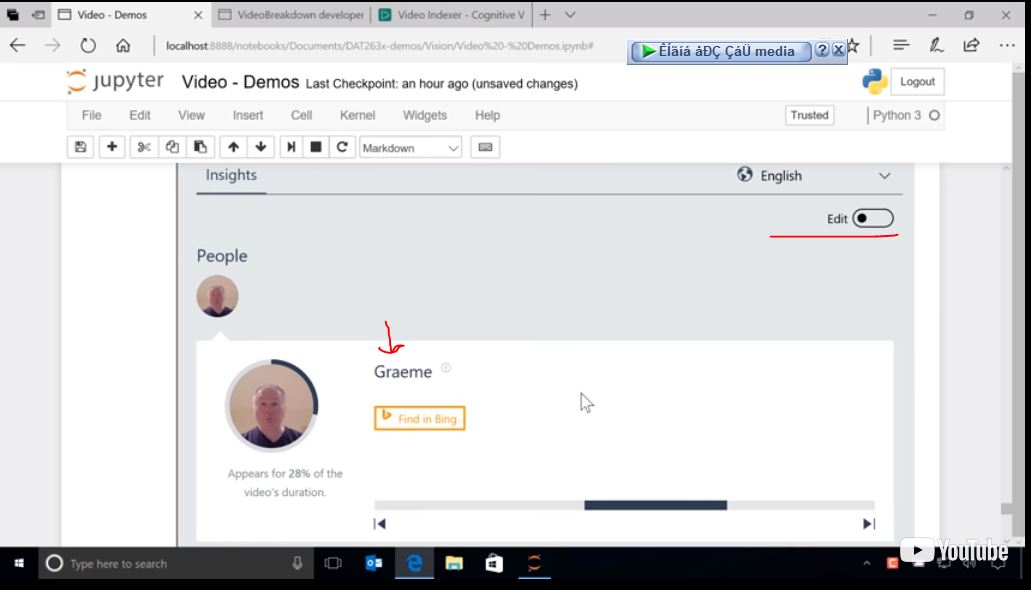 Video - Demos
VideoBreakdown developer
Video Indexer - Cognitive V
localhost:8888/notebooks/Documents/DAT263x-demos/Vision/Video%20-%20Demos.ipynb#
Êíãíá åÐÇ ÇáÜ media
jupyter Video - Demos Last Checkpoint: an hour ago (unsaved changes)
Logout
File Edit View Insert Cell Kernel Widgets Help
Trusted
Python 3
Markdown
Insights
English
Edit
People
Graeme
Find in Bing
Appears for 28% of the
video's duration.
YouTube
Type here to search